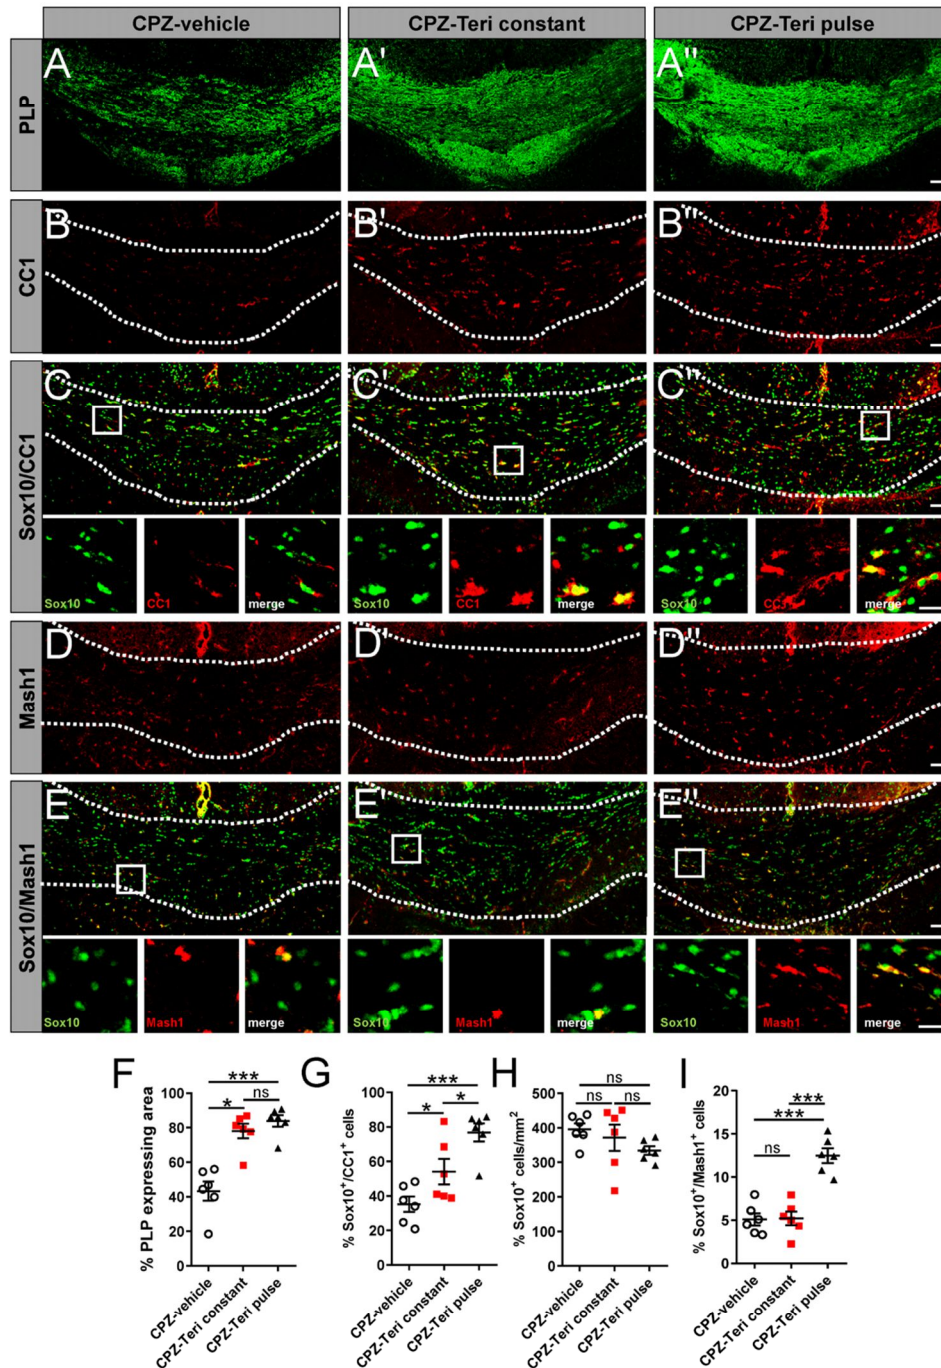 CPZ-vehicle CPZ-Teri constant CPZ-Teri pulse
PLP
A A' A"
CC1
B B' B"
Sox10/CC1
C C' C"
Sox10 CC1 merge Sox10 CC1 merge Sox10 CC1 merge
Mash1
D D' D"
Sox10/Mash1
E E' E"
Sox10 Mash1 merge Sox10 Mash1 merge Sox10 Mash1 merge
F
% PLP expressing area
100
80
60
40
20
0
***
* ns
CPZ-vehicle
CPZ-Teri constant
CPZ-Teri pulse
G
% Sox10+/CC1+ cells
100
80
60
40
20
0
***
* *
CPZ-vehicle
CPZ-Teri constant
CPZ-Teri pulse
H
% Sox10+ cells/mm2
500
400
300
200
100
0
ns
ns ns
CPZ-vehicle
CPZ-Teri constant
CPZ-Teri pulse
I
% Sox10+/Mash1+ cells
20
15
10
5
0
***
***
ns
CPZ-vehicle
CPZ-Teri constant
CPZ-Teri pulse